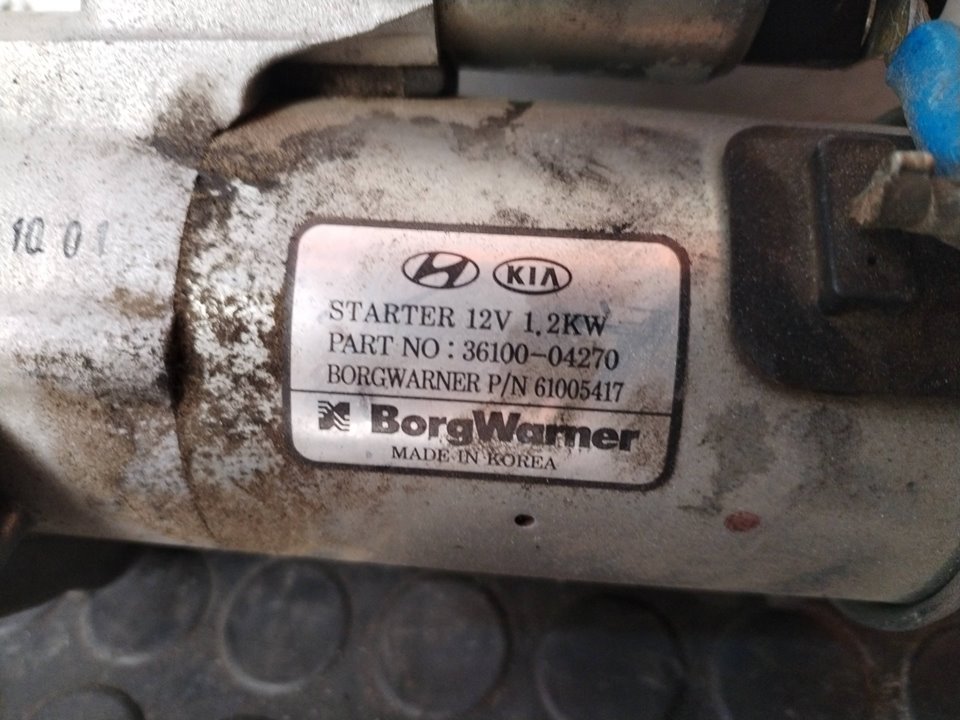 10 01
KIA
STARTER 12V 1.2KW
PART NO : 36100-04270
BORGWARNER P/N 61005417
BorgWarner
MADE IN KOREA